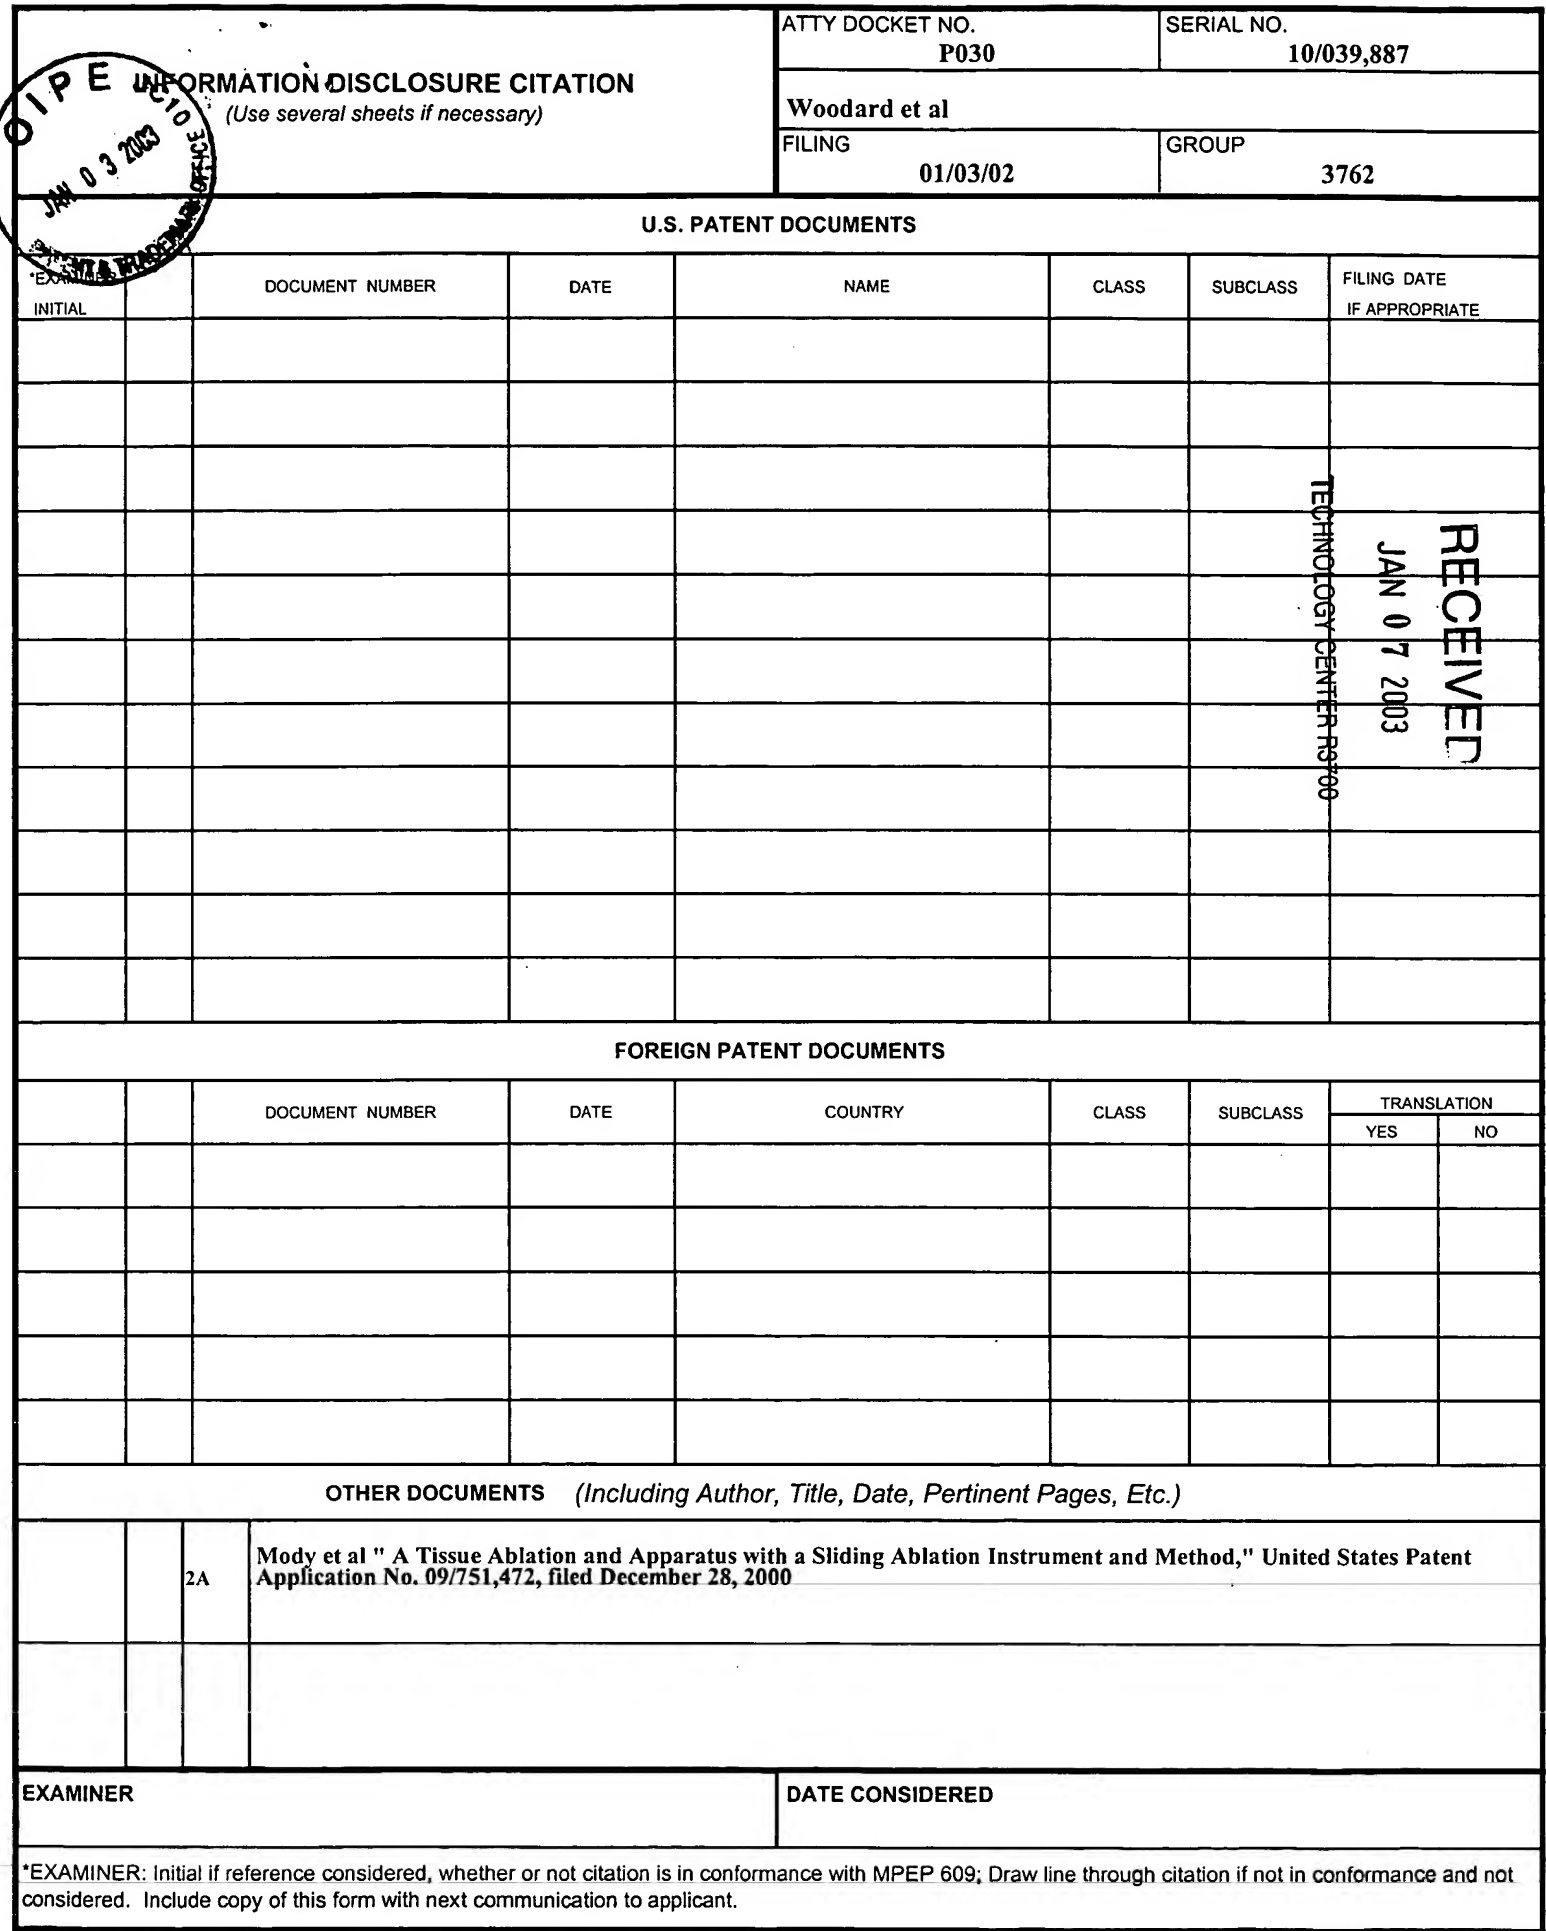 ATTY DOCKET NO.
P030
SERIAL NO.
10/039,887
INFORMATION DISCLOSURE CITATION
(Use several sheets if necessary)
Woodard et al
FILING
01/03/02
GROUP
3762
OIPE
JAN 03 2003
& TRADEMARK OFFICE
U.S. PATENT DOCUMENTS
*EXAMINER
INITIAL
DOCUMENT NUMBER
DATE
NAME
CLASS
SUBCLASS
FILING DATE
IF APPROPRIATE
RECEIVED
JAN 07 2003
TECHNOLOGY CENTER R3700
FOREIGN PATENT DOCUMENTS
DOCUMENT NUMBER
DATE
COUNTRY
CLASS
SUBCLASS
TRANSLATION
YES
NO
OTHER DOCUMENTS (Including Author, Title, Date, Pertinent Pages, Etc.)
2A
Mody et al " A Tissue Ablation and Apparatus with a Sliding Ablation Instrument and Method," United States Patent
Application No. 09/751,472, filed December 28, 2000
EXAMINER
DATE CONSIDERED
*EXAMINER: Initial if reference considered, whether or not citation is in conformance with MPEP 609; Draw line through citation if not in conformance and not
considered. Include copy of this form with next communication to applicant.